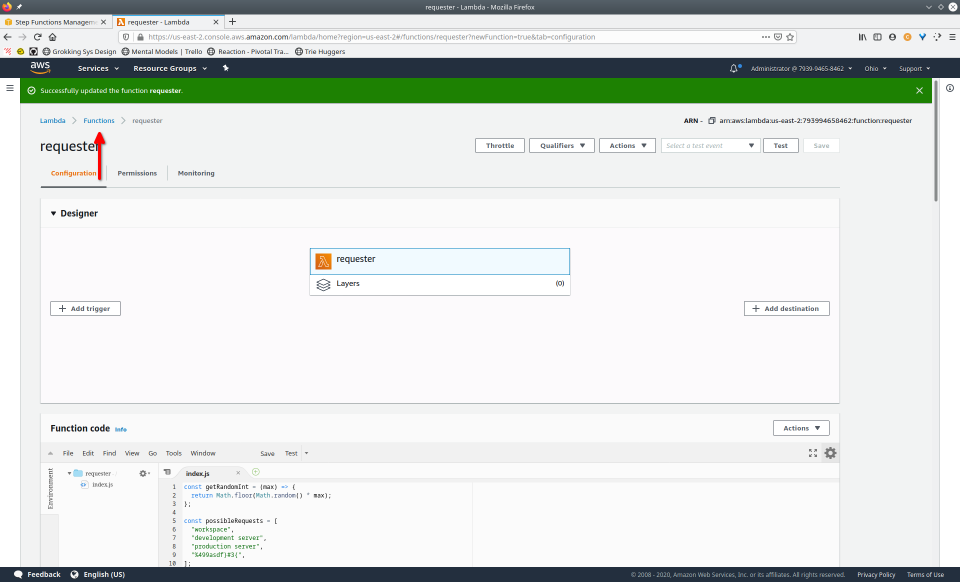 requester - Lambda - Mozilla Firefox
Step Functions Managem
requester - Lambda
https://us-east-2.console.aws.amazon.com/lambda/home?region=us-east-2#/functions/requester?newFunction=true&tab=configuration
Grokking Sys Design
Mental Models | Trello
Reaction - Pivotal Tra...
Trie Huggers
aws
Services
Resource Groups
Administrator @ 7939-9465-8462
Ohio
Support
Successfully updated the function requester.
Lambda
Functions
requester
ARN - arn:aws:lambda:us-east-2:793994658462:function:requester
requester
Throttle
Qualifiers
Actions
Select a test event
Test
Save
Configuration
Permissions
Monitoring
Designer
requester
Layers
(0)
+ Add trigger
+ Add destination
Function code
Info
Actions
File Edit Find View Go Tools Window Save Test
Environment
requester
index.js
index.js
1 const getRandomInt = (max) => {
2 return Math.floor(Math.random() * max);
3 };
4
5 const possibleRequests = [
6 "workspace",
7 "development server",
8 "production server",
9 "%499asdf)#3(",
10 ];
Feedback
English (US)
© 2008 - 2020, Amazon Web Services, Inc. or its affiliates. All rights reserved.
Privacy Policy
Terms of Use